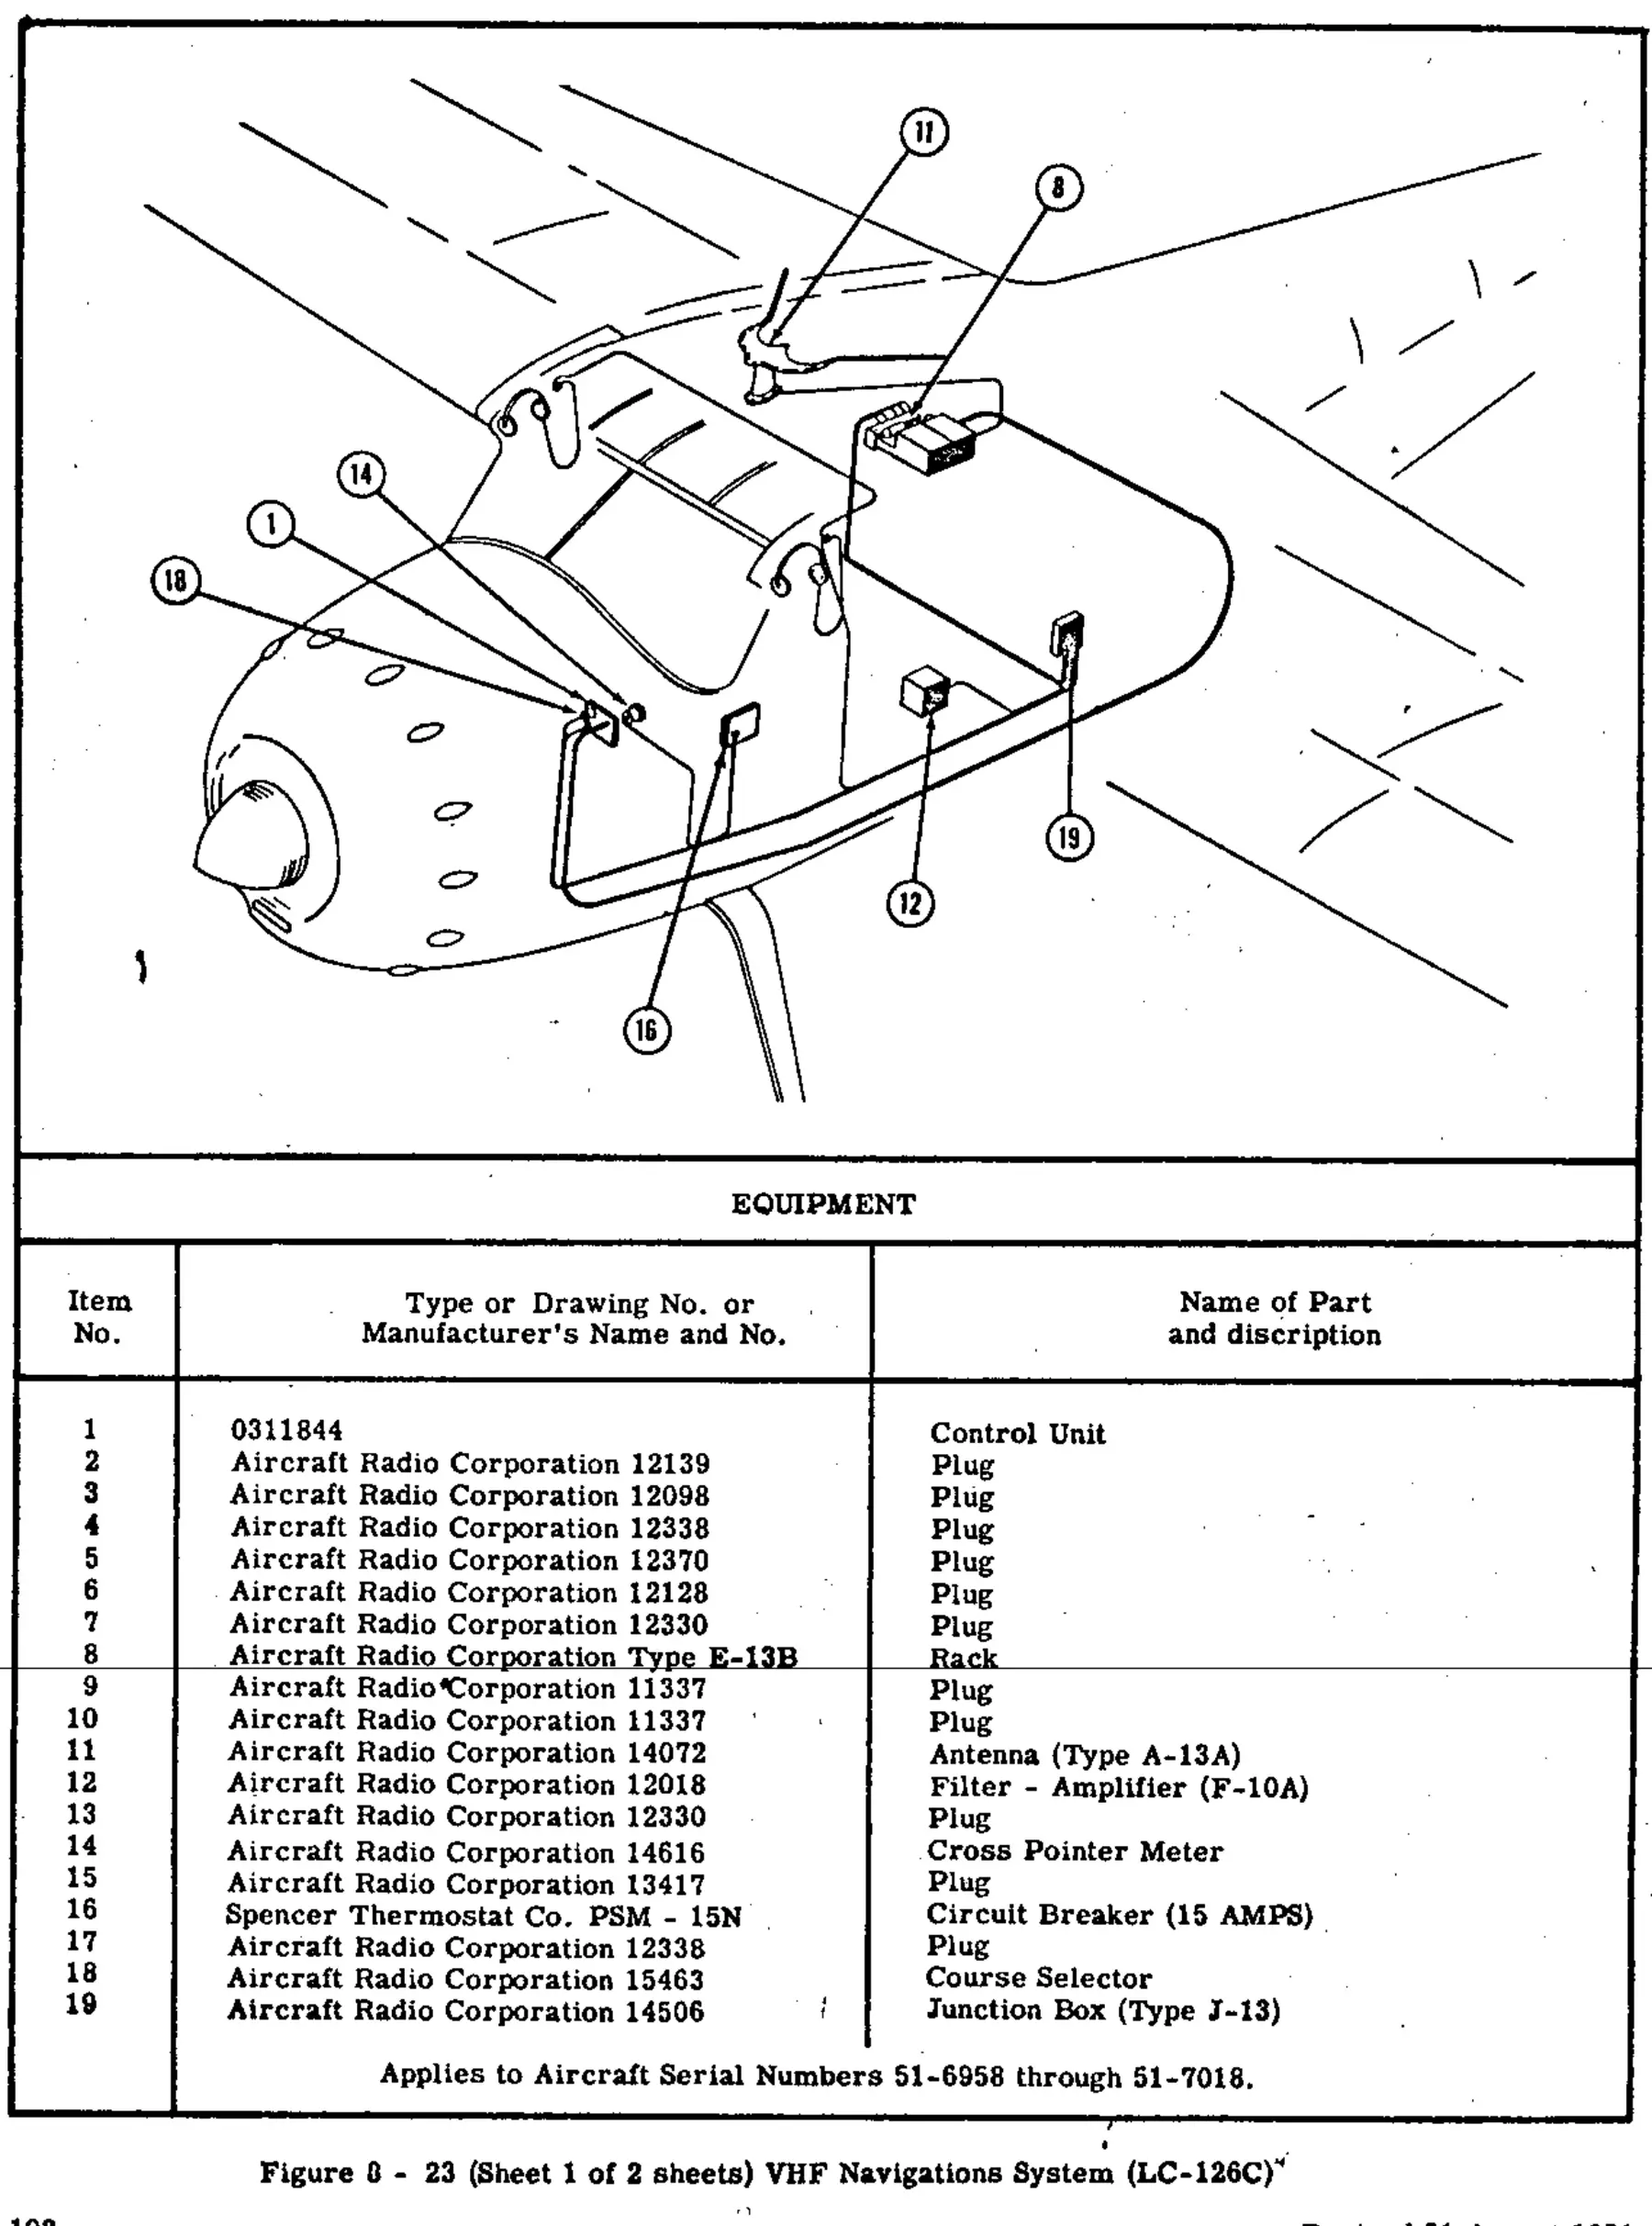 11
8
14
1
18
19
12
16
EQUIPMENT
Item No.
Type or Drawing No. or
Manufacturer's Name and No.
Name of Part
and discription
1 0311844 Control Unit
2 Aircraft Radio Corporation 12139 Plug
3 Aircraft Radio Corporation 12098 Plug
4 Aircraft Radio Corporation 12338 Plug
5 Aircraft Radio Corporation 12370 Plug
6 Aircraft Radio Corporation 12128 Plug
7 Aircraft Radio Corporation 12330 Plug
8 Aircraft Radio Corporation Type E-13B Rack
9 Aircraft Radio Corporation 11337 Plug
10 Aircraft Radio Corporation 11337 Plug
11 Aircraft Radio Corporation 14072 Antenna (Type A-13A)
12 Aircraft Radio Corporation 12018 Filter - Amplifier (F-10A)
13 Aircraft Radio Corporation 12330 Plug
14 Aircraft Radio Corporation 14616 Cross Pointer Meter
15 Aircraft Radio Corporation 13417 Plug
16 Spencer Thermostat Co. PSM - 15N Circuit Breaker (15 AMPS)
17 Aircraft Radio Corporation 12338 Plug
18 Aircraft Radio Corporation 15463 Course Selector
19 Aircraft Radio Corporation 14506 Junction Box (Type J-13)
Applies to Aircraft Serial Numbers 51-6958 through 51-7018.
Figure 8 - 23 (Sheet 1 of 2 sheets) VHF Navigations System (LC-126C)